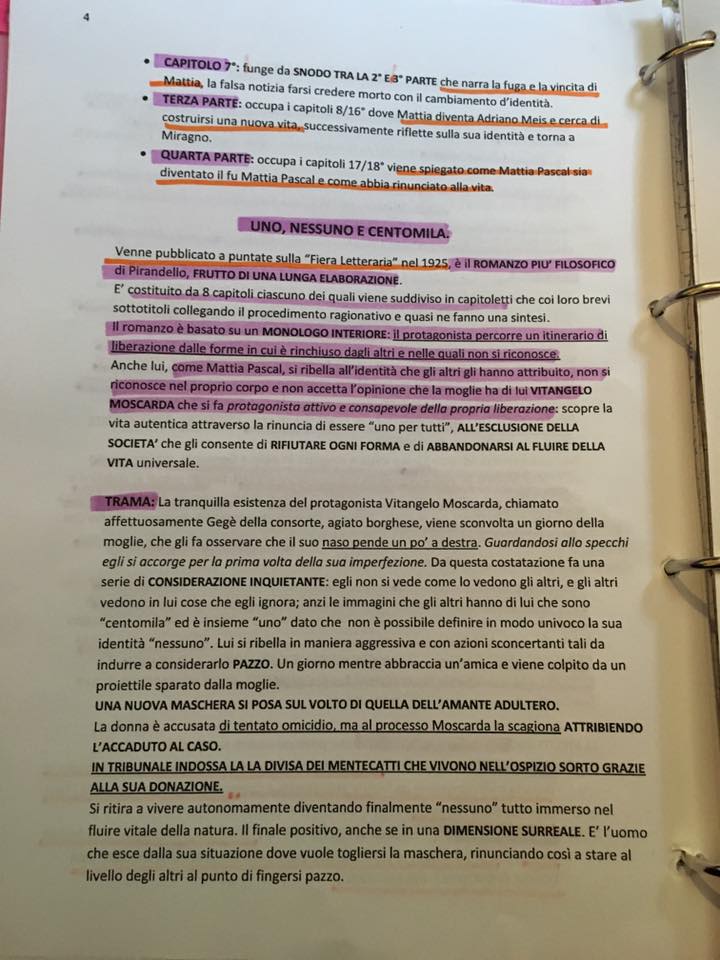 4
• CAPITOLO 7°: funge da SNODO TRA LA 2° E 3° PARTE che narra la fuga e la vincita di
Mattia, la falsa notizia farsi credere morto con il cambiamento d'identità.
• TERZA PARTE: occupa i capitoli 8/16° dove Mattia diventa Adriano Meis e cerca di
costruirsi una nuova vita, successivamente riflette sulla sua identità e torna a
Miragno.
• QUARTA PARTE: occupa i capitoli 17/18° viene spiegato come Mattia Pascal sia
diventato il fu Mattia Pascal e come abbia rinunciato alla vita.
UNO, NESSUNO E CENTOMILA.
Venne pubblicato a puntate sulla "Fiera Letteraria" nel 1925, è il ROMANZO PIU' FILOSOFICO
di Pirandello, FRUTTO DI UNA LUNGA ELABORAZIONE.
E' costituito da 8 capitoli ciascuno dei quali viene suddiviso in capitoletti che coi loro brevi
sottotitoli collegando il procedimento ragionativo e quasi ne fanno una sintesi.
Il romanzo è basato su un MONOLOGO INTERIORE: il protagonista percorre un itinerario di
liberazione dalle forme in cui è rinchiuso dagli altri e nelle quali non si riconosce.
Anche lui, come Mattia Pascal, si ribella all'identità che gli altri gli hanno attribuito, non si
riconosce nel proprio corpo e non accetta l'opinione che la moglie ha di lui VITANGELO
MOSCARDA che si fa protagonista attivo e consapevole della propria liberazione: scopre la
vita autentica attraverso la rinuncia di essere "uno per tutti", ALL'ESCLUSIONE DELLA
SOCIETA' che gli consente di RIFIUTARE OGNI FORMA e di ABBANDONARSI AL FLUIRE DELLA
VITA universale.
TRAMA: La tranquilla esistenza del protagonista Vitangelo Moscarda, chiamato
affettuosamente Gegè della consorte, agiato borghese, viene sconvolta un giorno della
moglie, che gli fa osservare che il suo naso pende un po' a destra. Guardandosi allo specchi
egli si accorge per la prima volta della sua imperfezione. Da questa costatazione fa una
serie di CONSIDERAZIONE INQUIETANTE: egli non si vede come lo vedono gli altri, e gli altri
vedono in lui cose che egli ignora; anzi le immagini che gli altri hanno di lui che sono
"centomila" ed è insieme "uno" dato che non è possibile definire in modo univoco la sua
identità "nessuno". Lui si ribella in maniera aggressiva e con azioni sconcertanti tali da
indurre a considerarlo PAZZO. Un giorno mentre abbraccia un'amica e viene colpito da un
proiettile sparato dalla moglie.
UNA NUOVA MASCHERA SI POSA SUL VOLTO DI QUELLA DELL'AMANTE ADULTERO.
La donna è accusata di tentato omicidio, ma al processo Moscarda la scagiona ATTRIBIENDO
L'ACCADUTO AL CASO.
IN TRIBUNALE INDOSSA LA LA DIVISA DEI MENTECATTI CHE VIVONO NELL'OSPIZIO SORTO GRAZIE
ALLA SUA DONAZIONE.
Si ritira a vivere autonomamente diventando finalmente "nessuno" tutto immerso nel
fluire vitale della natura. Il finale positivo, anche se in una DIMENSIONE SURREALE. E' l'uomo
che esce dalla sua situazione dove vuole togliersi la maschera, rinunciando così a stare al
livello degli altri al punto di fingersi pazzo.